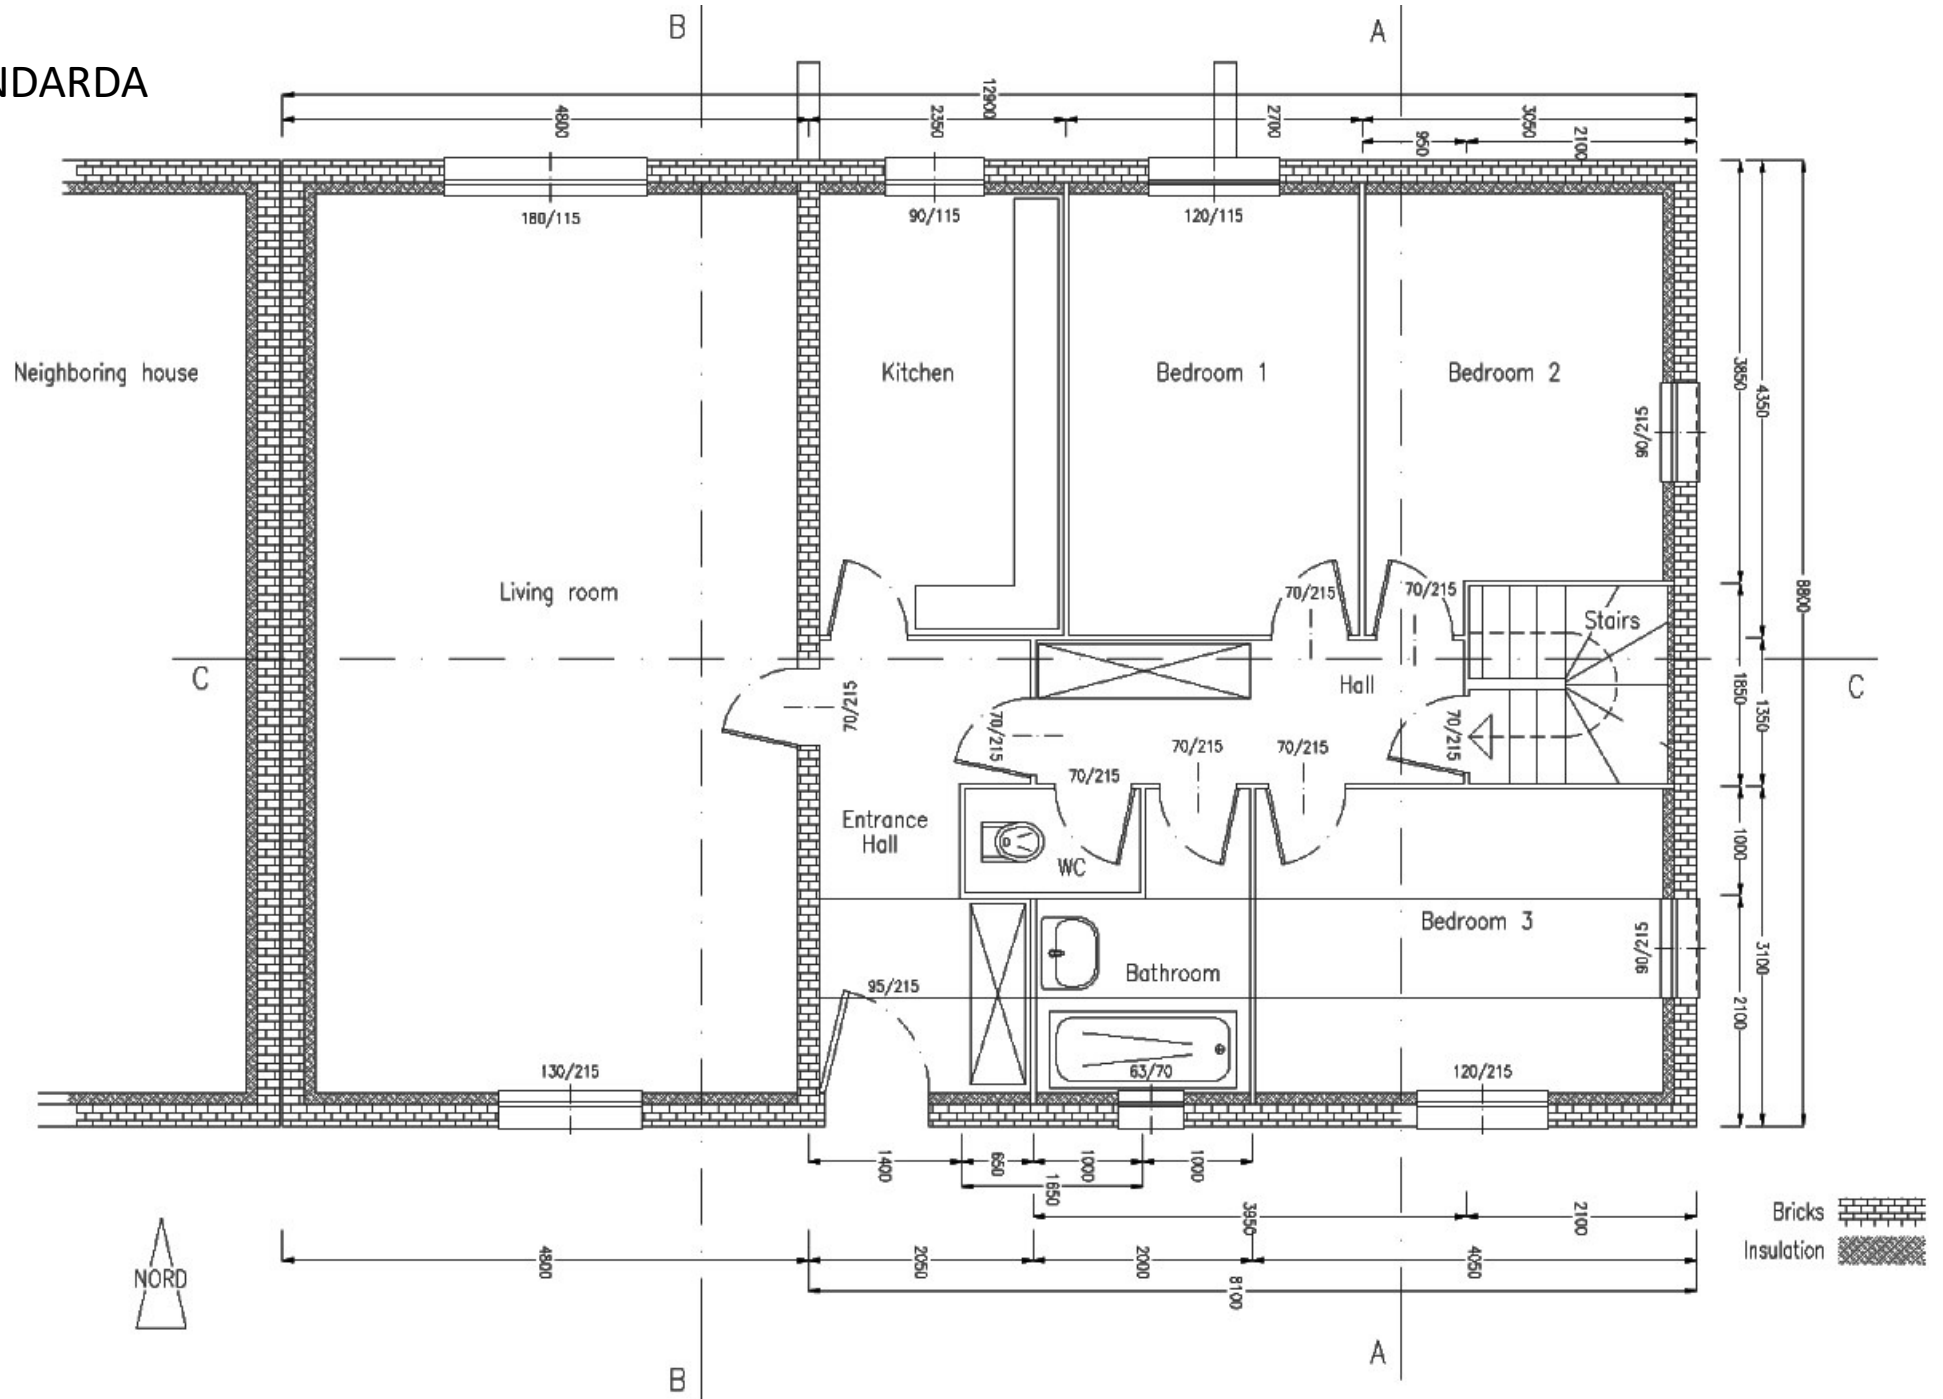 B
A
NDARDA
12900
4800
2350
2700
3050
950
2100
180/115
90/115
120/115
Neighboring house
Kitchen
Bedroom 1
Bedroom 2
3850
4350
90/215
Living room
70/215
70/215
Stairs
8800
C
Hall
C
70/215
70/215
70/215
1850
1350
70/215
70/215
70/215
Entrance
Hall
WC
1000
Bedroom 3
90/215
3100
Bathroom
95/215
2100
130/215
63/70
120/215
1400
650
1000
1000
1650
3950
2100
Bricks
Insulation
4800
2050
2000
4050
8100
NORD
B
A